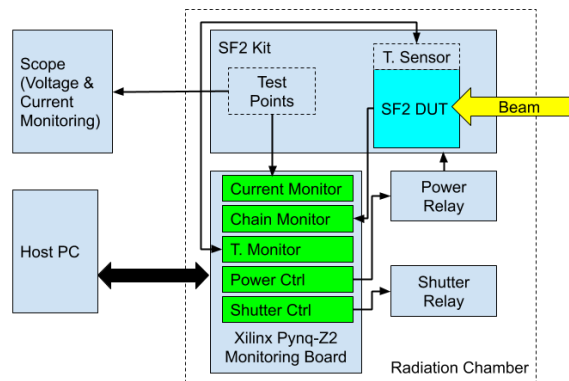 SF2 Kit
Scope
(Voltage &
Current
Monitoring)
Test
Points
T. Sensor
SF2 DUT
Beam
Current Monitor
Chain Monitor
T. Monitor
Power Ctrl
Shutter Ctrl
Xilinx Pynq-Z2
Monitoring Board
Power
Relay
Shutter
Relay
Host PC
Radiation Chamber